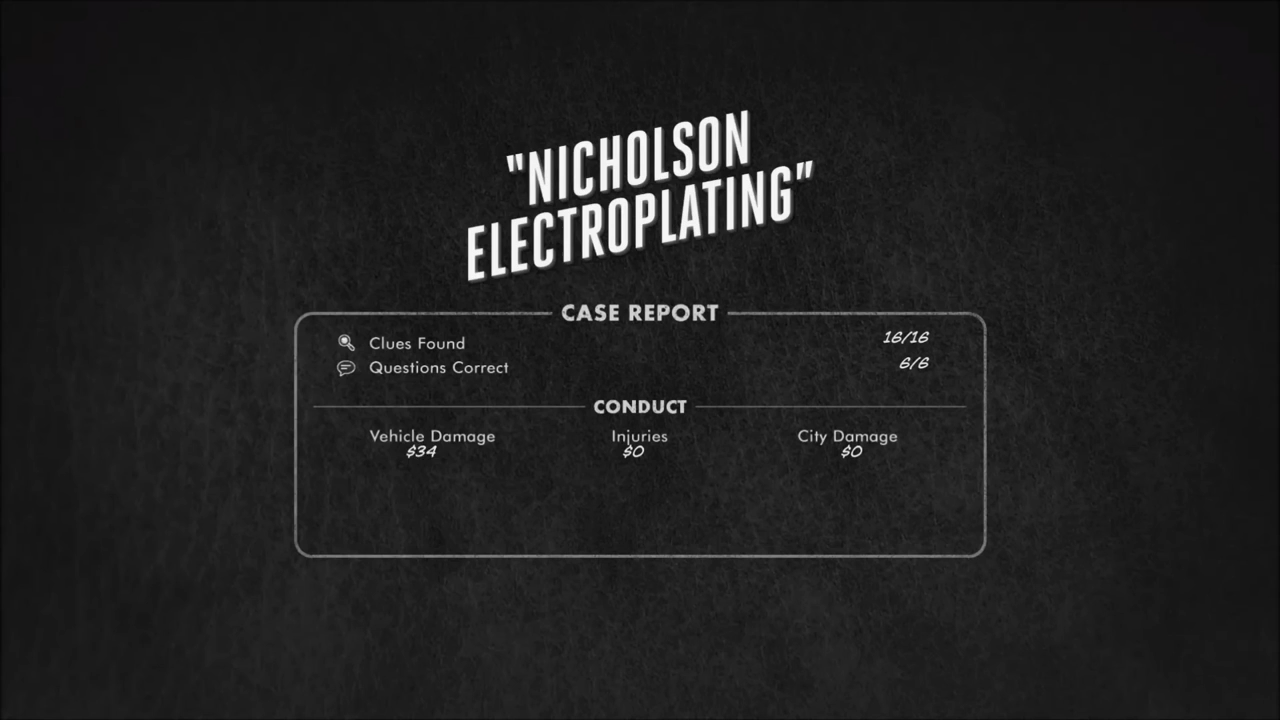 "NICHOLSON
ELECTROPLATING"
CASE REPORT
Clues Found 16/16
Questions Correct 6/6
CONDUCT
Vehicle Damage Injuries City Damage
$34 $0 $0